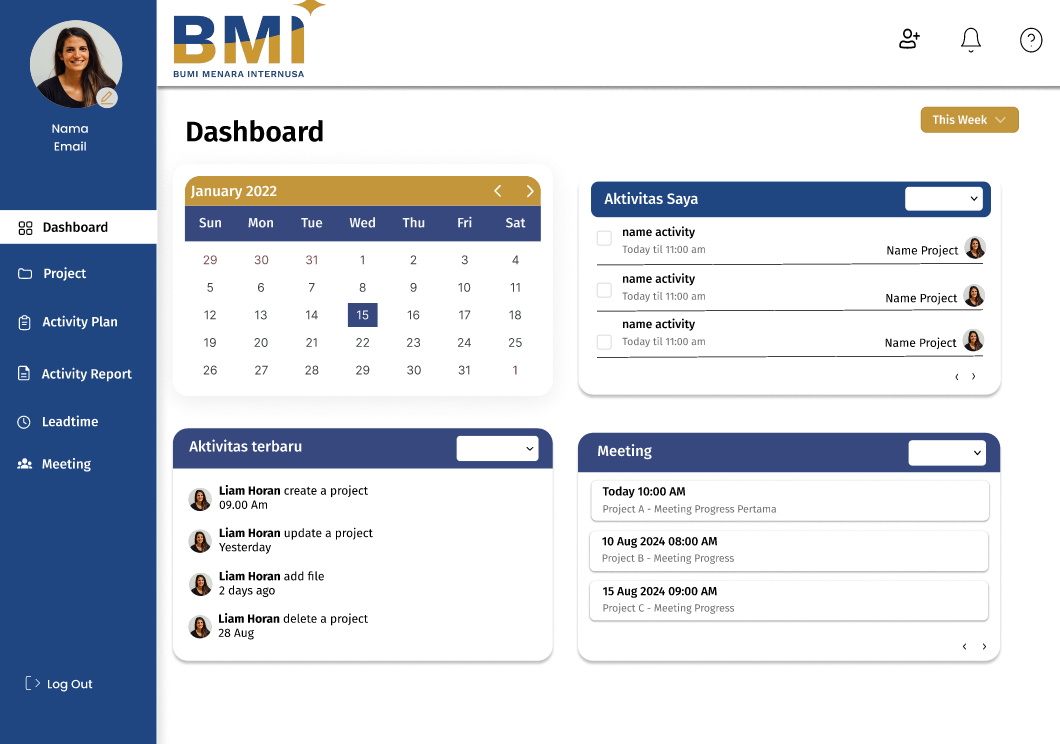 BMI
BUMI MENARA INTERNUSA
Nama
Email
Dashboard
Project
Activity Plan
Activity Report
Leadtime
Meeting
Log Out
Dashboard
This Week
January 2022
Sun Mon Tue Wed Thu Fri Sat
29 30 31 1 2 3 4
5 6 7 8 9 10 11
12 13 14 15 16 17 18
19 20 21 22 23 24 25
26 27 28 29 30 31 1
Aktivitas Saya
name activity
Today til 11:00 am
Name Project
name activity
Today til 11:00 am
Name Project
name activity
Today til 11:00 am
Name Project
Aktivitas terbaru
Liam Horan create a project
09.00 Am
Liam Horan update a project
Yesterday
Liam Horan add file
2 days ago
Liam Horan delete a project
28 Aug
Meeting
Today 10:00 AM
Project A - Meeting Progress Pertama
10 Aug 2024 08:00 AM
Project B - Meeting Progress
15 Aug 2024 09:00 AM
Project C - Meeting Progress